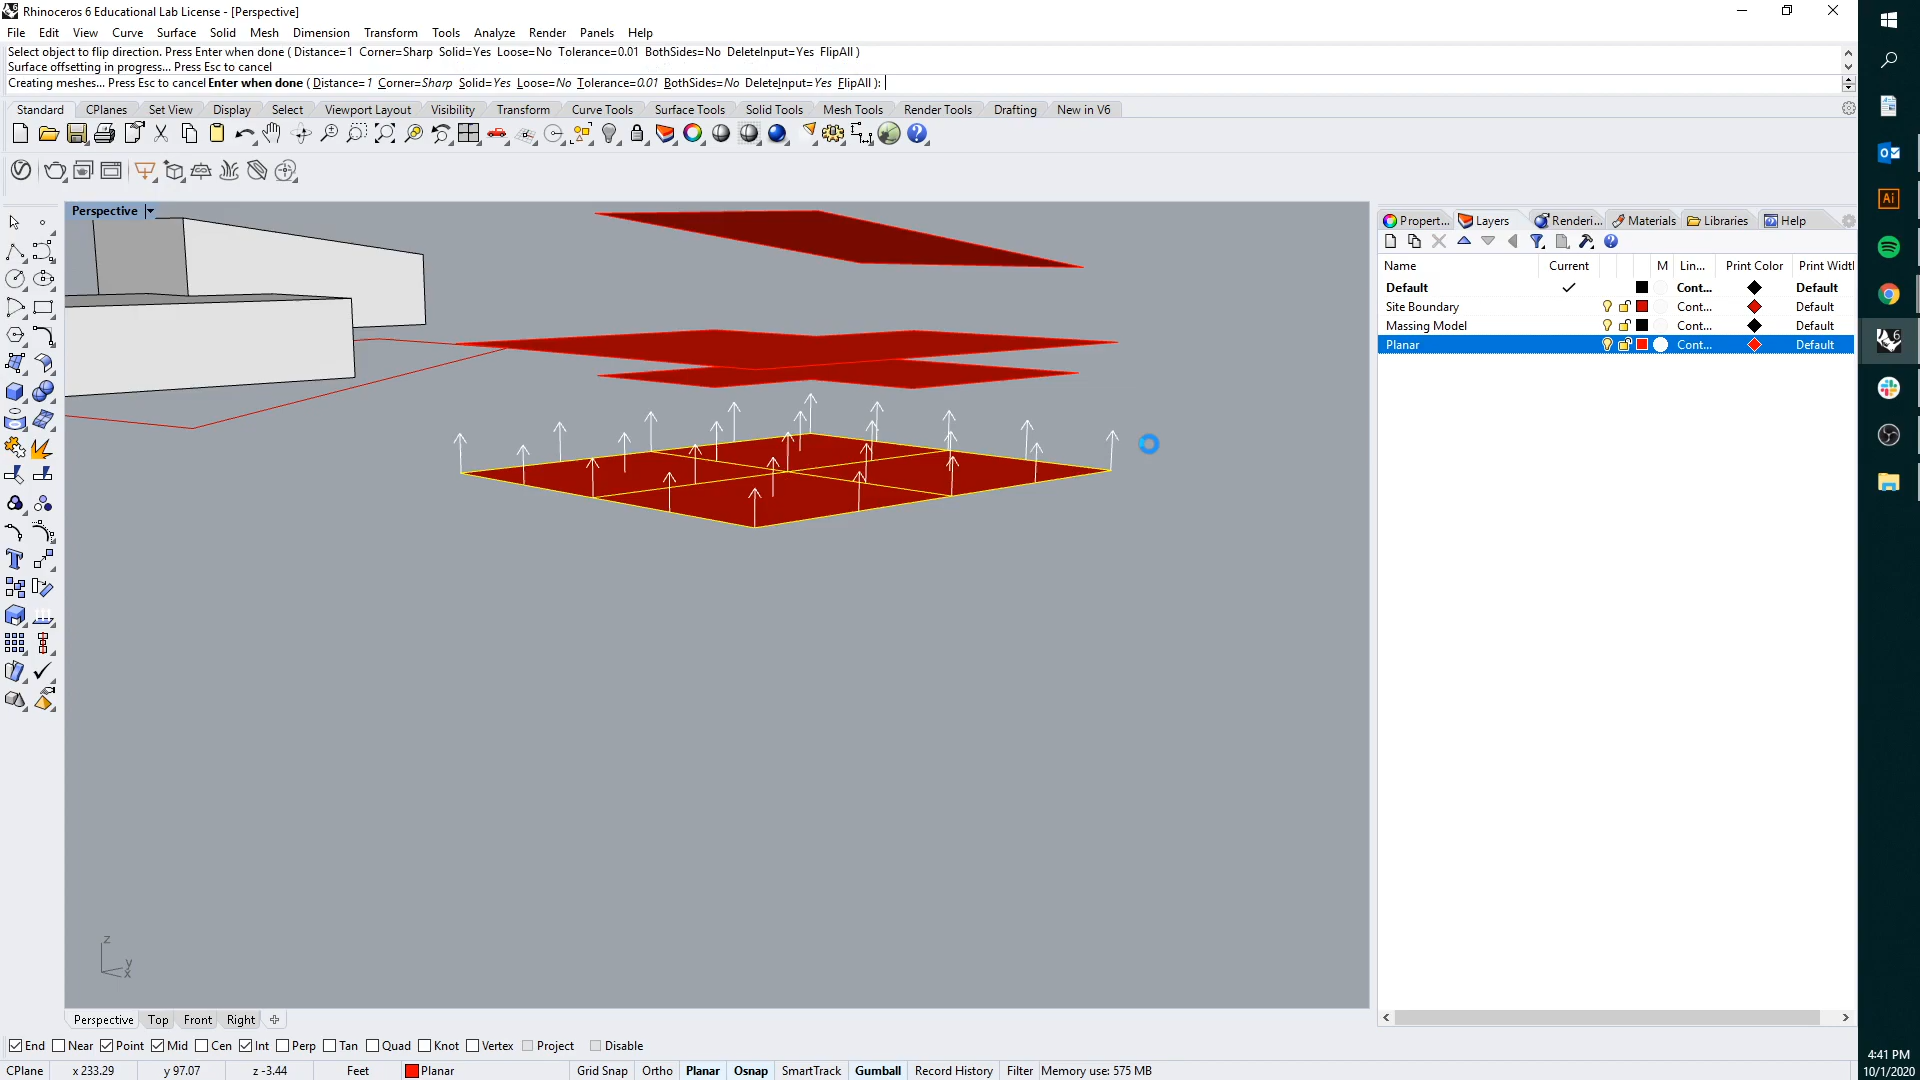 Rhinoceros 6 Educational Lab License - [Perspective]
File Edit View Curve Surface Solid Mesh Dimension Transform Tools Analyze Render Panels Help
Select object to flip direction. Press Enter when done ( Distance=1 Corner=Sharp Solid=Yes Loose=No Tolerance=0.01 BothSides=No DeleteInput=Yes FlipAll )
Surface offsetting in progress... Press Esc to cancel
Creating meshes... Press Esc to cancel Enter when done ( Distance=1 Corner=Sharp Solid=Yes Loose=No Tolerance=0.01 BothSides=No DeleteInput=Yes FlipAll ):
Standard CPlanes Set View Display Select Viewport Layout Visibility Transform Curve Tools Surface Tools Solid Tools Mesh Tools Render Tools Drafting New in V6
Perspective
Propert... Layers Renderi... Materials Libraries Help
Name Current M Lin... Print Color Print Width
Default Cont... Default
Site Boundary Cont... Default
Massing Model Cont... Default
Planar Cont... Default
z
y
x
Perspective Top Front Right
End Near Point Mid Cen Int Perp Tan Quad Knot Vertex Project Disable
CPlane x 233.29 y 97.07 z -3.44 Feet Planar Grid Snap Ortho Planar Osnap SmartTrack Gumball Record History Filter Memory use: 575 MB
4:41 PM
10/1/2020